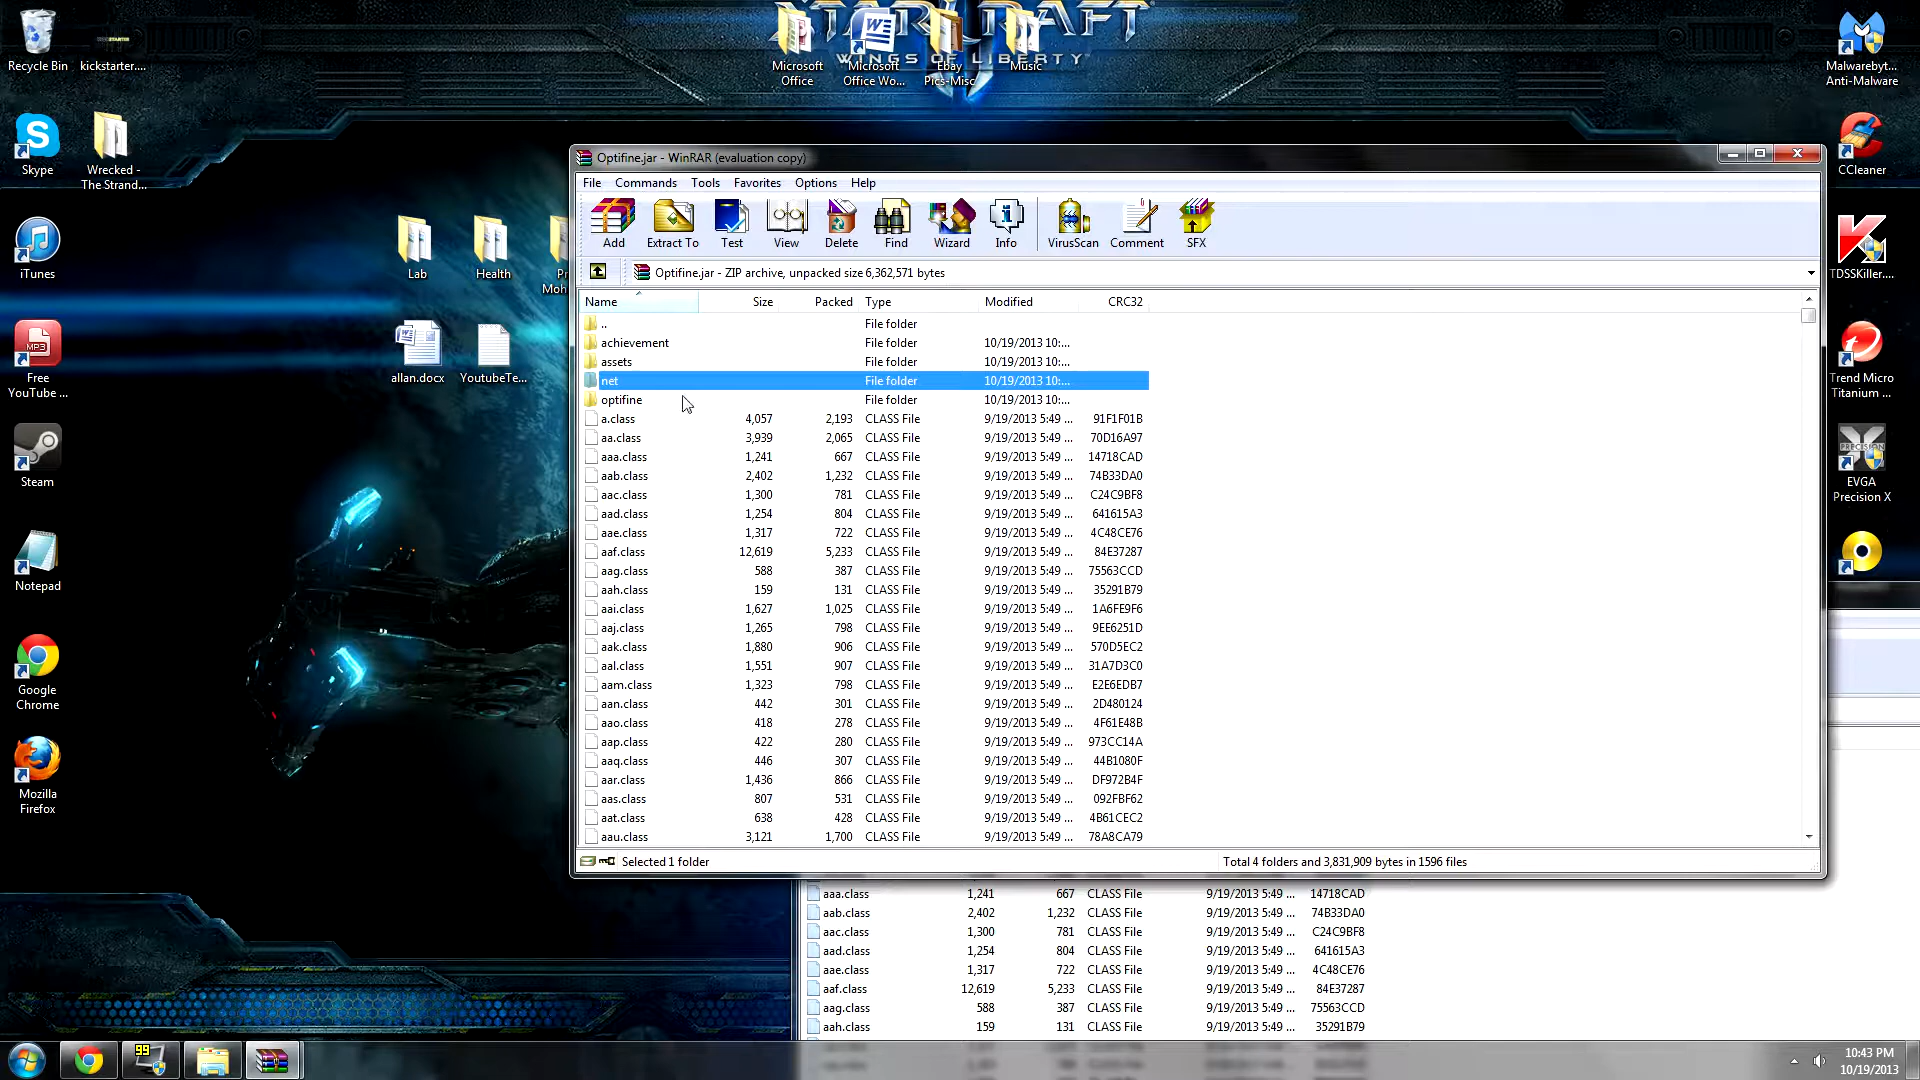 STARCRAFT
WINGS OF LIBERTY
Recycle Bin
kickstarter....
Microsoft
Office
Microsoft
Office Wo...
Ebay
Pics-Misc
Music
Malwarebyt...
Anti-Malware
Skype
Wrecked -
The Strand...
CCleaner
iTunes
Lab
Health
TDSSKiller....
Free
YouTube ...
allan.docx
YoutubeTe...
Trend Micro
Titanium ...
Steam
EVGA
Precision X
Notepad
Google
Chrome
Mozilla
Firefox
Optifine.jar - WinRAR (evaluation copy)
File Commands Tools Favorites Options Help
Add Extract To Test View Delete Find Wizard Info VirusScan Comment SFX
Optifine.jar - ZIP archive, unpacked size 6,362,571 bytes
Name Size Packed Type Modified CRC32
.. File folder
achievement File folder 10/19/2013 10:...
assets File folder 10/19/2013 10:...
net File folder 10/19/2013 10:...
optifine File folder 10/19/2013 10:...
a.class 4,057 2,193 CLASS File 9/19/2013 5:49 ... 91F1F01B
aa.class 3,939 2,065 CLASS File 9/19/2013 5:49 ... 70D16A97
aaa.class 1,241 667 CLASS File 9/19/2013 5:49 ... 14718CAD
aab.class 2,402 1,232 CLASS File 9/19/2013 5:49 ... 74B33DA0
aac.class 1,300 781 CLASS File 9/19/2013 5:49 ... C24C9BF8
aad.class 1,254 804 CLASS File 9/19/2013 5:49 ... 641615A3
aae.class 1,317 722 CLASS File 9/19/2013 5:49 ... 4C48CE76
aaf.class 12,619 5,233 CLASS File 9/19/2013 5:49 ... 84E37287
aag.class 588 387 CLASS File 9/19/2013 5:49 ... 75563CCD
aah.class 159 131 CLASS File 9/19/2013 5:49 ... 35291B79
aai.class 1,627 1,025 CLASS File 9/19/2013 5:49 ... 1A6FE9F6
aaj.class 1,265 798 CLASS File 9/19/2013 5:49 ... 9EE6251D
aak.class 1,880 906 CLASS File 9/19/2013 5:49 ... 570D5EC2
aal.class 1,551 907 CLASS File 9/19/2013 5:49 ... 31A7D3C0
aam.class 1,323 798 CLASS File 9/19/2013 5:49 ... E2E6EDB7
aan.class 442 301 CLASS File 9/19/2013 5:49 ... 2D480124
aao.class 418 278 CLASS File 9/19/2013 5:49 ... 4F61E48B
aap.class 422 280 CLASS File 9/19/2013 5:49 ... 973CC14A
aaq.class 446 307 CLASS File 9/19/2013 5:49 ... 44B1080F
aar.class 1,436 866 CLASS File 9/19/2013 5:49 ... DF972B4F
aas.class 807 531 CLASS File 9/19/2013 5:49 ... 092FBF62
aat.class 638 428 CLASS File 9/19/2013 5:49 ... 4B61CEC2
aau.class 3,121 1,700 CLASS File 9/19/2013 5:49 ... 78A8CA79
Selected 1 folder Total 4 folders and 3,831,909 bytes in 1596 files
aaa.class 1,241 667 CLASS File 9/19/2013 5:49 ... 14718CAD
aab.class 2,402 1,232 CLASS File 9/19/2013 5:49 ... 74B33DA0
aac.class 1,300 781 CLASS File 9/19/2013 5:49 ... C24C9BF8
aad.class 1,254 804 CLASS File 9/19/2013 5:49 ... 641615A3
aae.class 1,317 722 CLASS File 9/19/2013 5:49 ... 4C48CE76
aaf.class 12,619 5,233 CLASS File 9/19/2013 5:49 ... 84E37287
aag.class 588 387 CLASS File 9/19/2013 5:49 ... 75563CCD
aah.class 159 131 CLASS File 9/19/2013 5:49 ... 35291B79
99
10:43 PM
10/19/2013